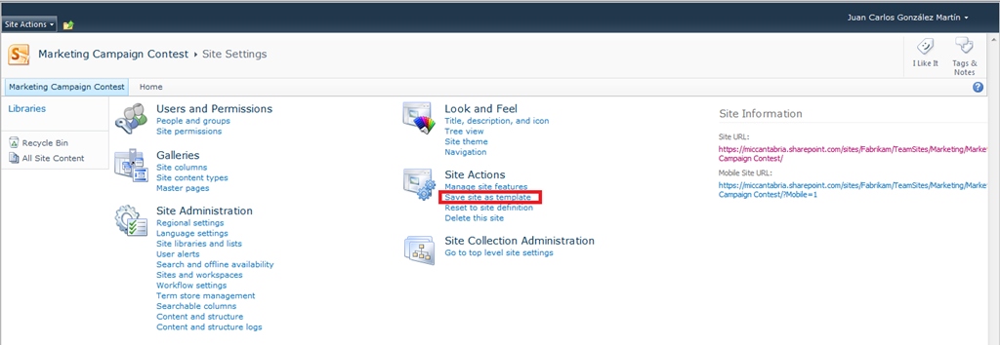 Site Actions
Juan Carlos González Martín
Marketing Campaign Contest ▸ Site Settings
I Like It
Tags &
Notes
Marketing Campaign Contest
Home
Libraries
Recycle Bin
All Site Content
Users and Permissions
People and groups
Site permissions
Galleries
Site columns
Site content types
Master pages
Site Administration
Regional settings
Language settings
Site libraries and lists
User alerts
Search and offline availability
Sites and workspaces
Workflow settings
Term store management
Searchable columns
Content and structure
Content and structure logs
Look and Feel
Title, description, and icon
Tree view
Site theme
Navigation
Site Actions
Manage site features
Save site as template
Reset to site definition
Delete this site
Site Collection Administration
Go to top level site settings
Site Information
Site URL:
https://miccantabria.sharepoint.com/sites/Fabrikam/TeamSites/Marketing/Marke
Campaign Contest/
Mobile Site URL:
https://miccantabria.sharepoint.com/sites/Fabrikam/TeamSites/Marketing/Marke
Campaign Contest/?Mobile=1